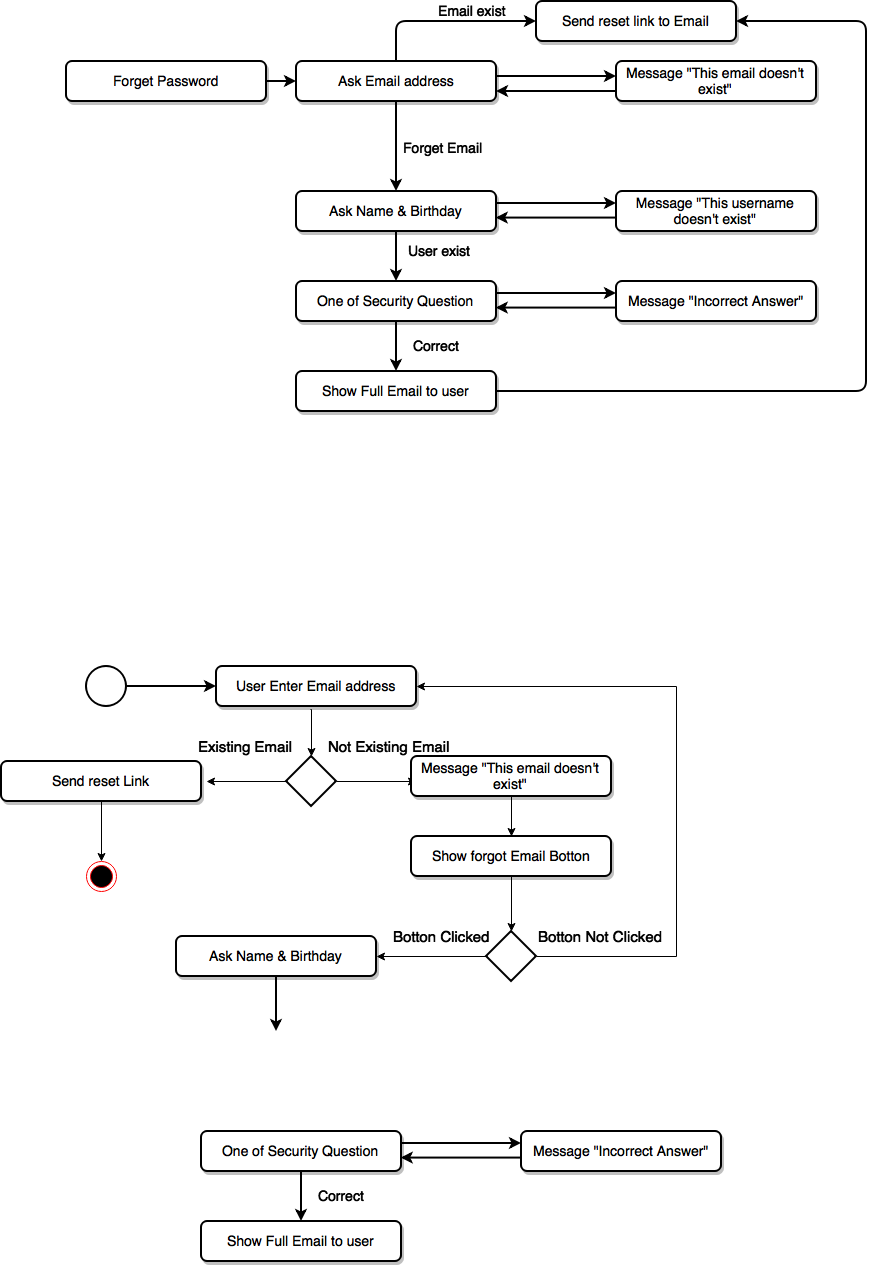 Email exist
Send reset link to Email
Forget Password
Ask Email address
Message "This email doesn't
exist"
Forget Email
Ask Name & Birthday
Message "This username
doesn't exist"
User exist
One of Security Question
Message "Incorrect Answer"
Correct
Show Full Email to user
User Enter Email address
Existing Email
Not Existing Email
Send reset Link
Message "This email doesn't
exist"
Show forgot Email Botton
Botton Clicked
Botton Not Clicked
Ask Name & Birthday
One of Security Question
Message "Incorrect Answer"
Correct
Show Full Email to user